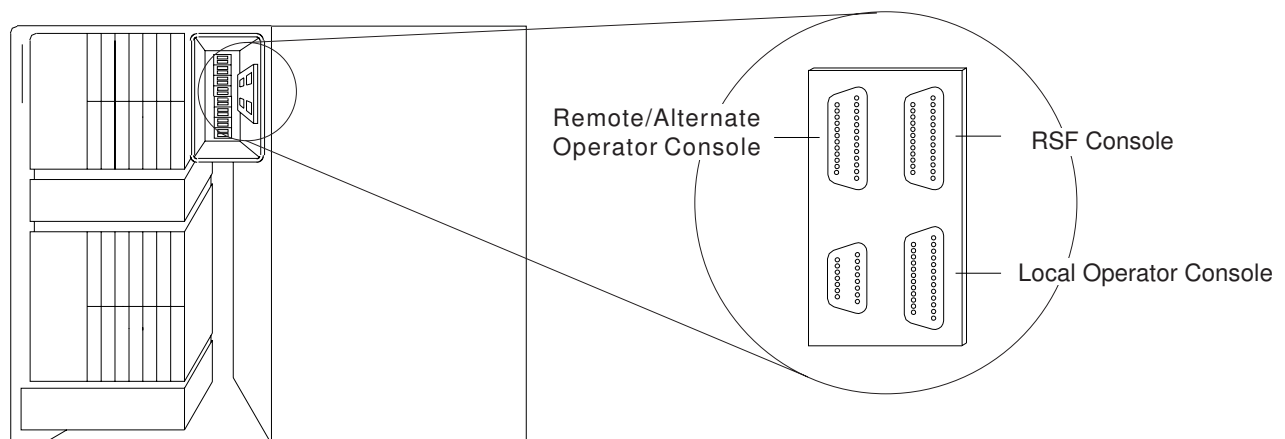 Remote/Alternate
Operator Console
RSF Console
Local Operator Console